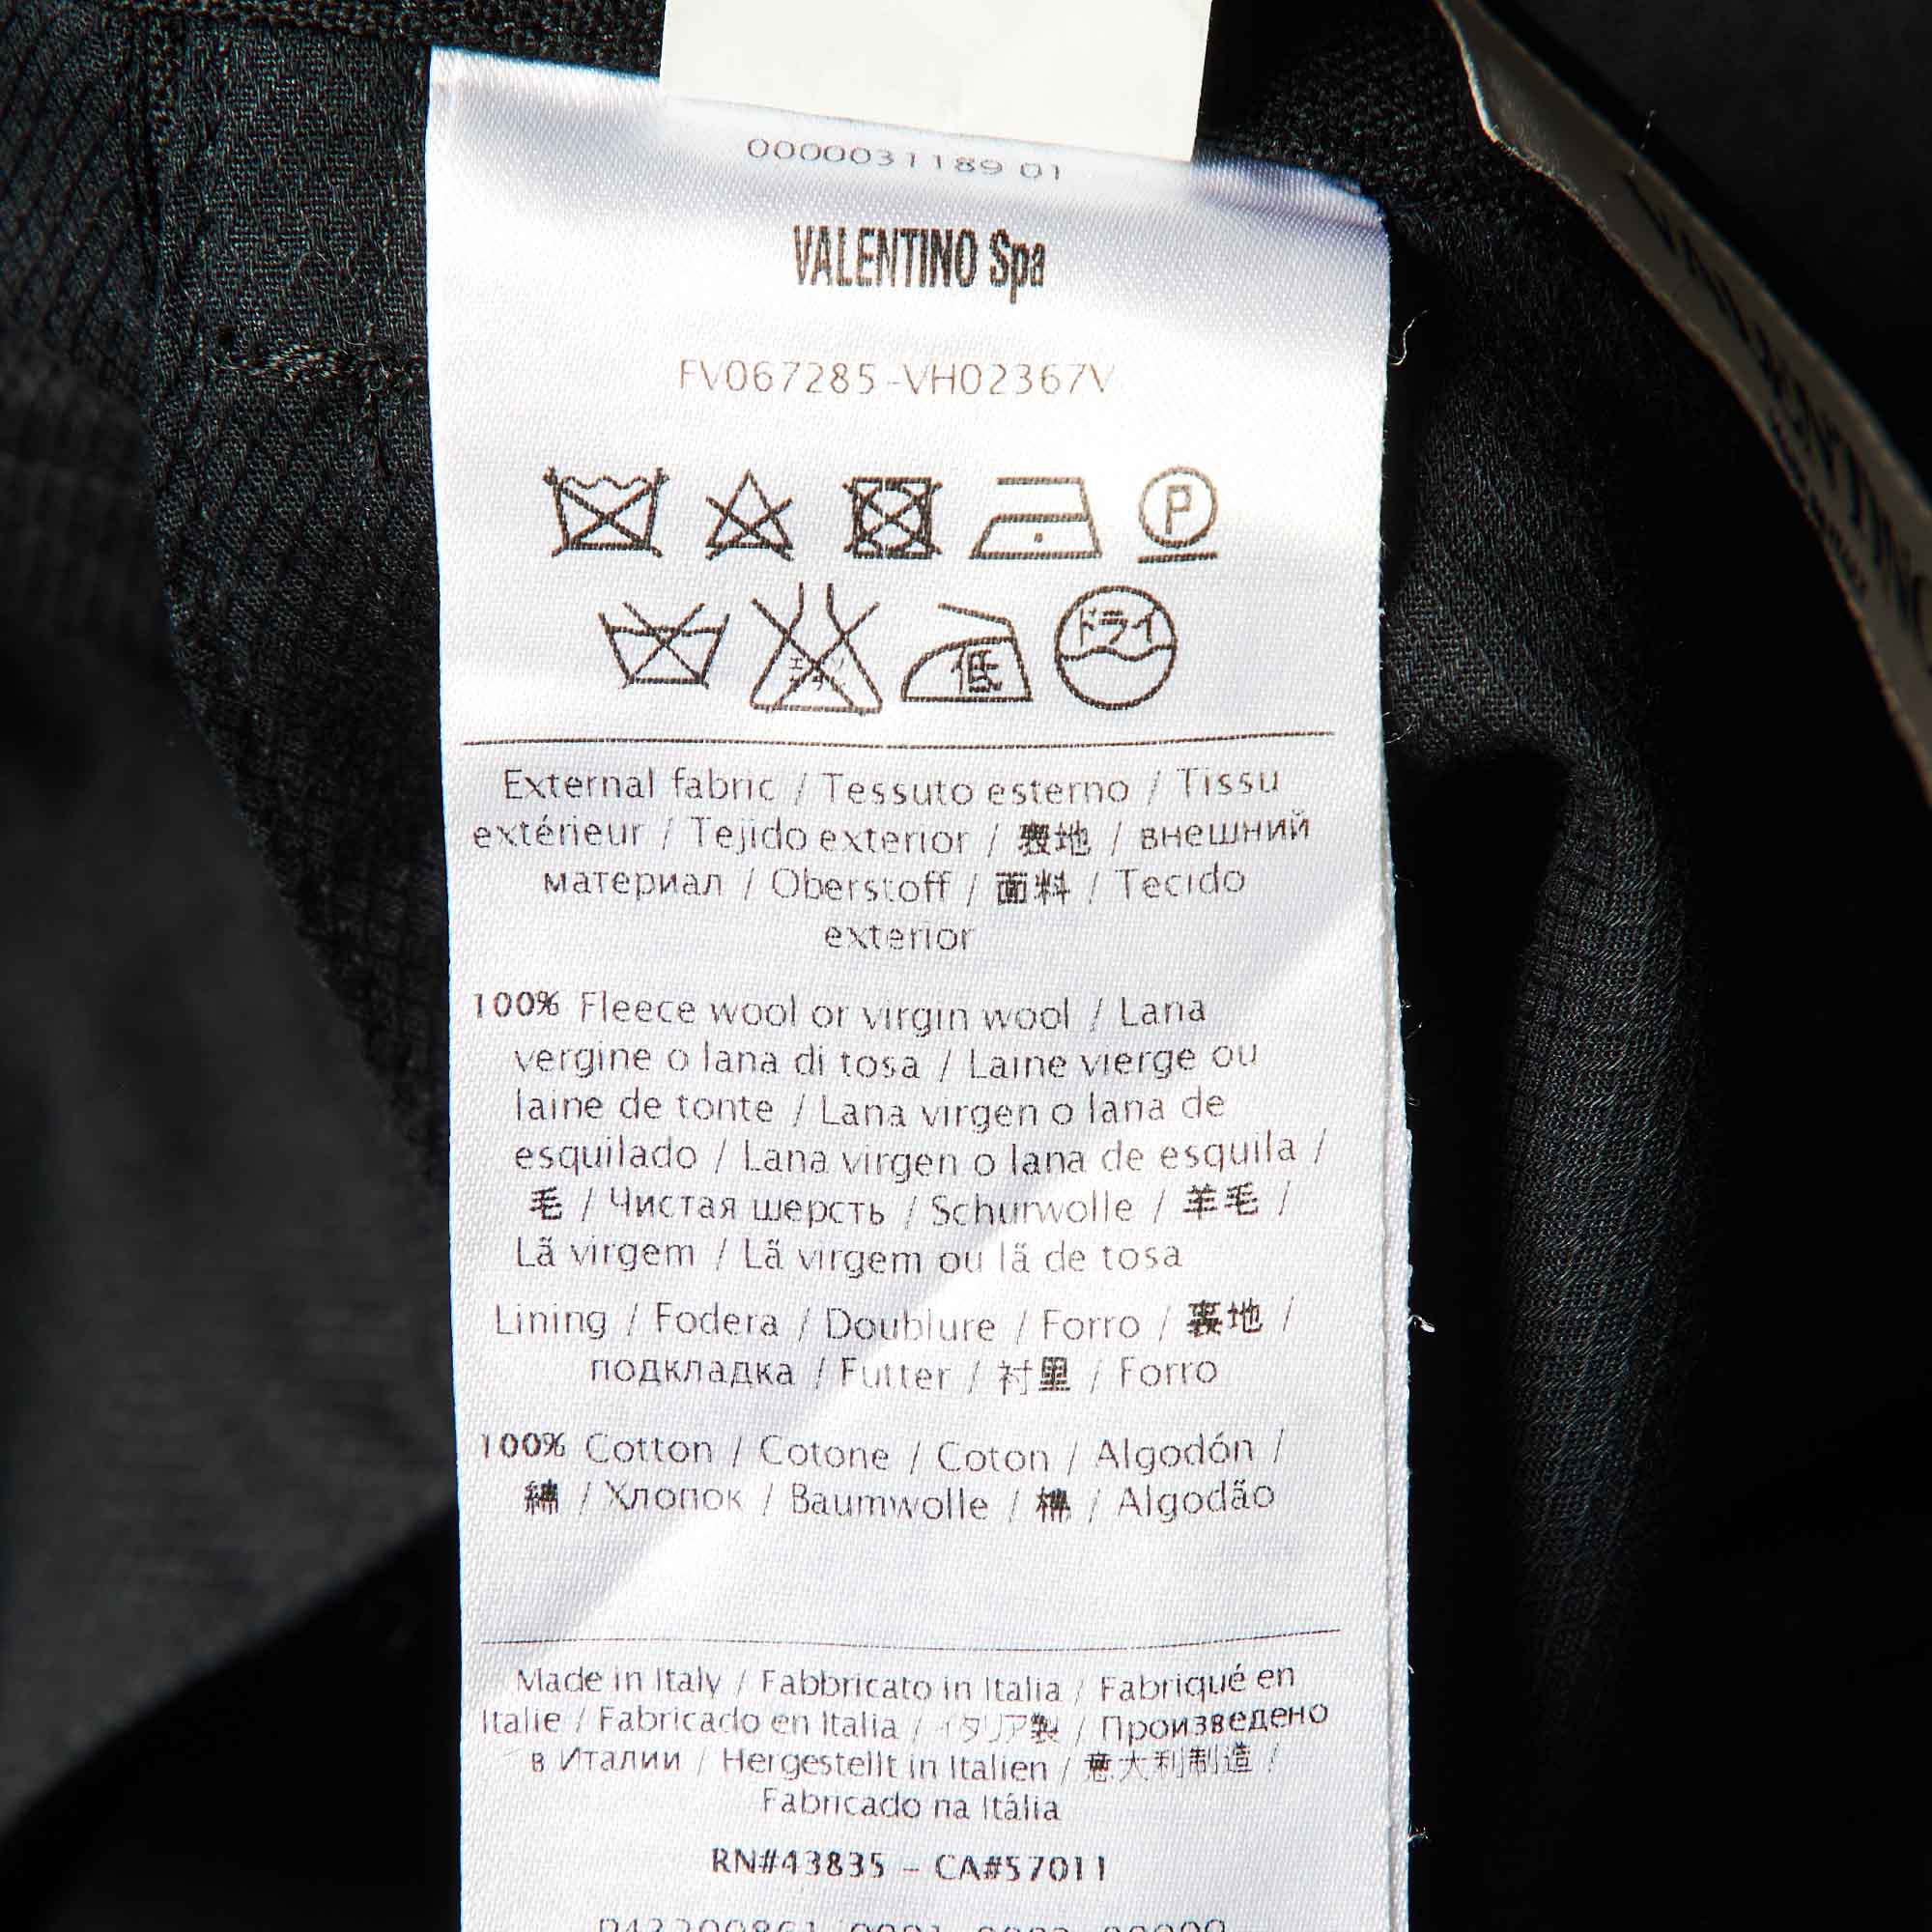 0000031189 01
VALENTINO Spa
FV067285-VH02367V
P
低 ドライ
External fabric / Tessuto esterno / Tissu
extérieur / Tejido exterior / 表地 / внешний
материал / Oberstoff / 面料 / Tecido
exterior
100% Fleece wool or virgin wool / Lana
vergine o lana di tosa / Laine vierge ou
laine de tonte / Lana virgen o lana de
esquilado / Lana virgen o lana de esquila /
毛 / Чистая шерсть / Schurwolle / 羊毛 /
Lã virgem / Lã virgem ou lã de tosa
Lining / Fodera / Doublure / Forro / 裏地 /
подкладка / Futter / 衬里 / Forro
100% Cotton / Cotone / Coton / Algodón /
綿 / Хлопок / Baumwolle / 棉 / Algodão
Made in Italy / Fabbricato in Italia / Fabriqué en
Italie / Fabricado en Italia / イタリア製 / Произведено
в Италии / Hergestellt in Italien / 意大利制造 /
Fabricado na Itália
RN#43835 - CA#57011